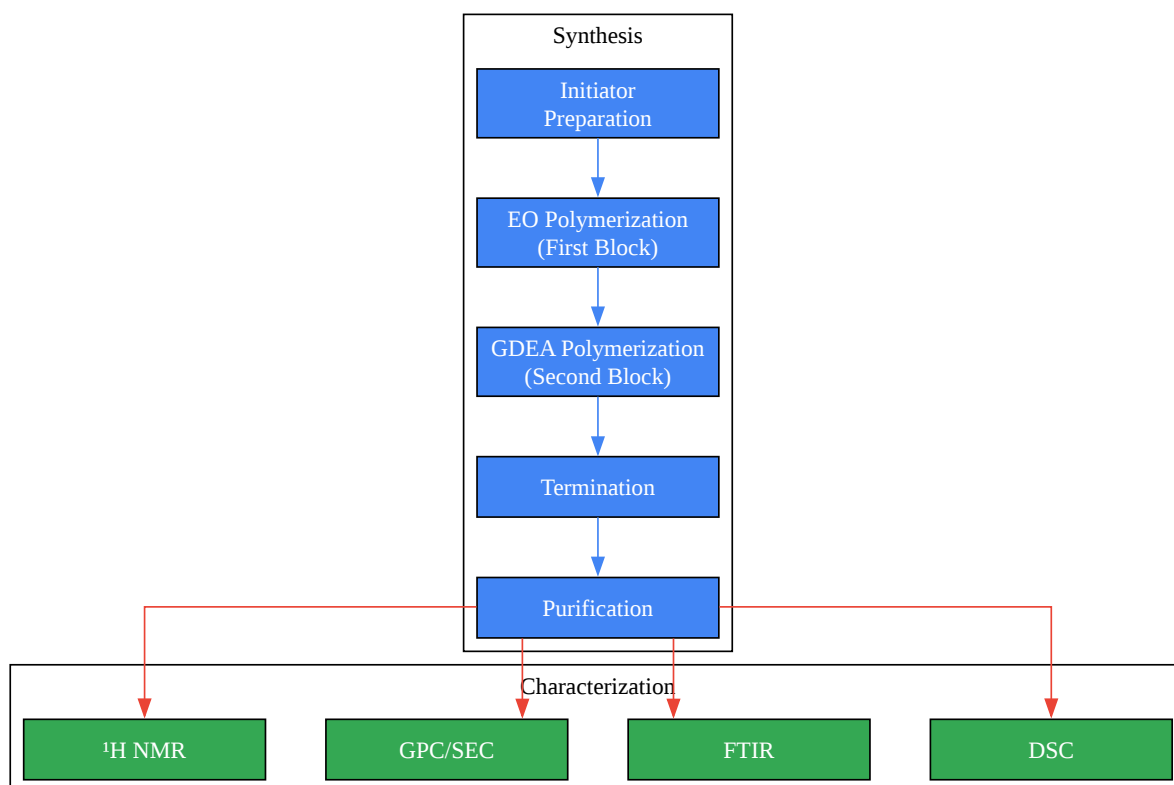 Synthesis
Initiator
Preparation
EO Polymerization
(First Block)
GDEA Polymerization
(Second Block)
Termination
Purification
Characterization
¹H NMR
GPC/SEC
FTIR
DSC